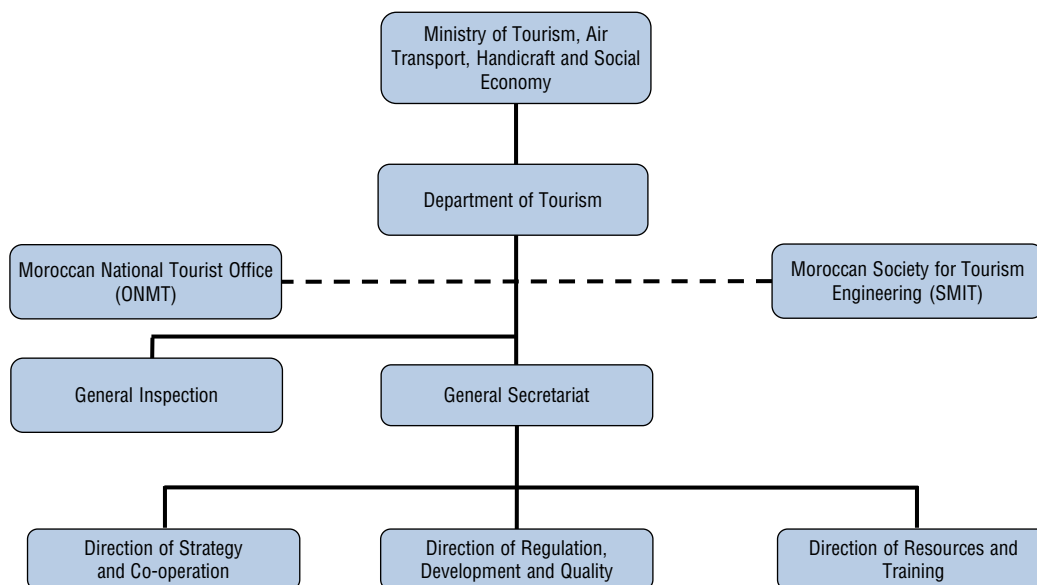 Ministry of Tourism, Air
Transport, Handicraft and Social
Economy
Department of Tourism
Moroccan National Tourist Office
(ONMT)
Moroccan Society for Tourism
Engineering (SMIT)
General Inspection
General Secretariat
Direction of Strategy
and Co-operation
Direction of Regulation,
Development and Quality
Direction of Resources and
Training